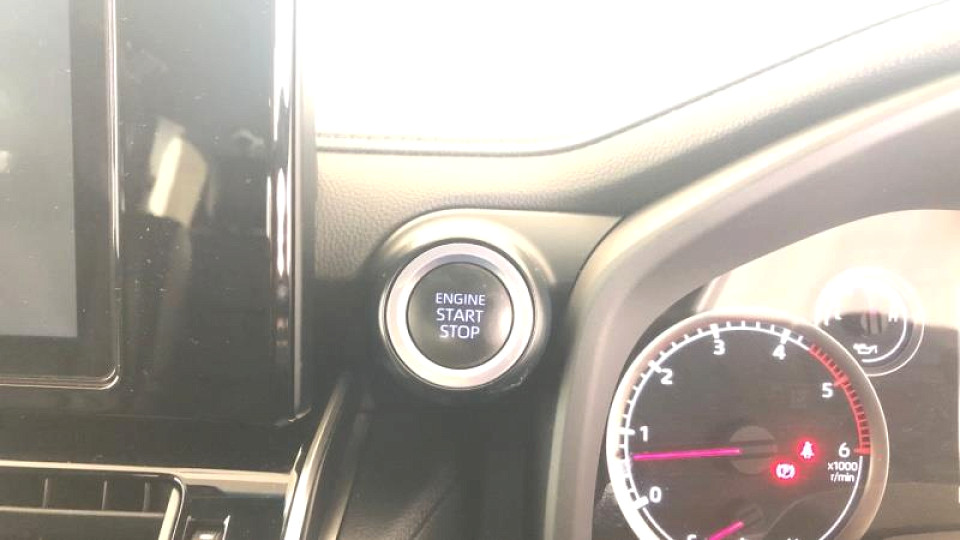 ENGINE
START
STOP
0
1
2
3
4
5
6
x1000
r/min